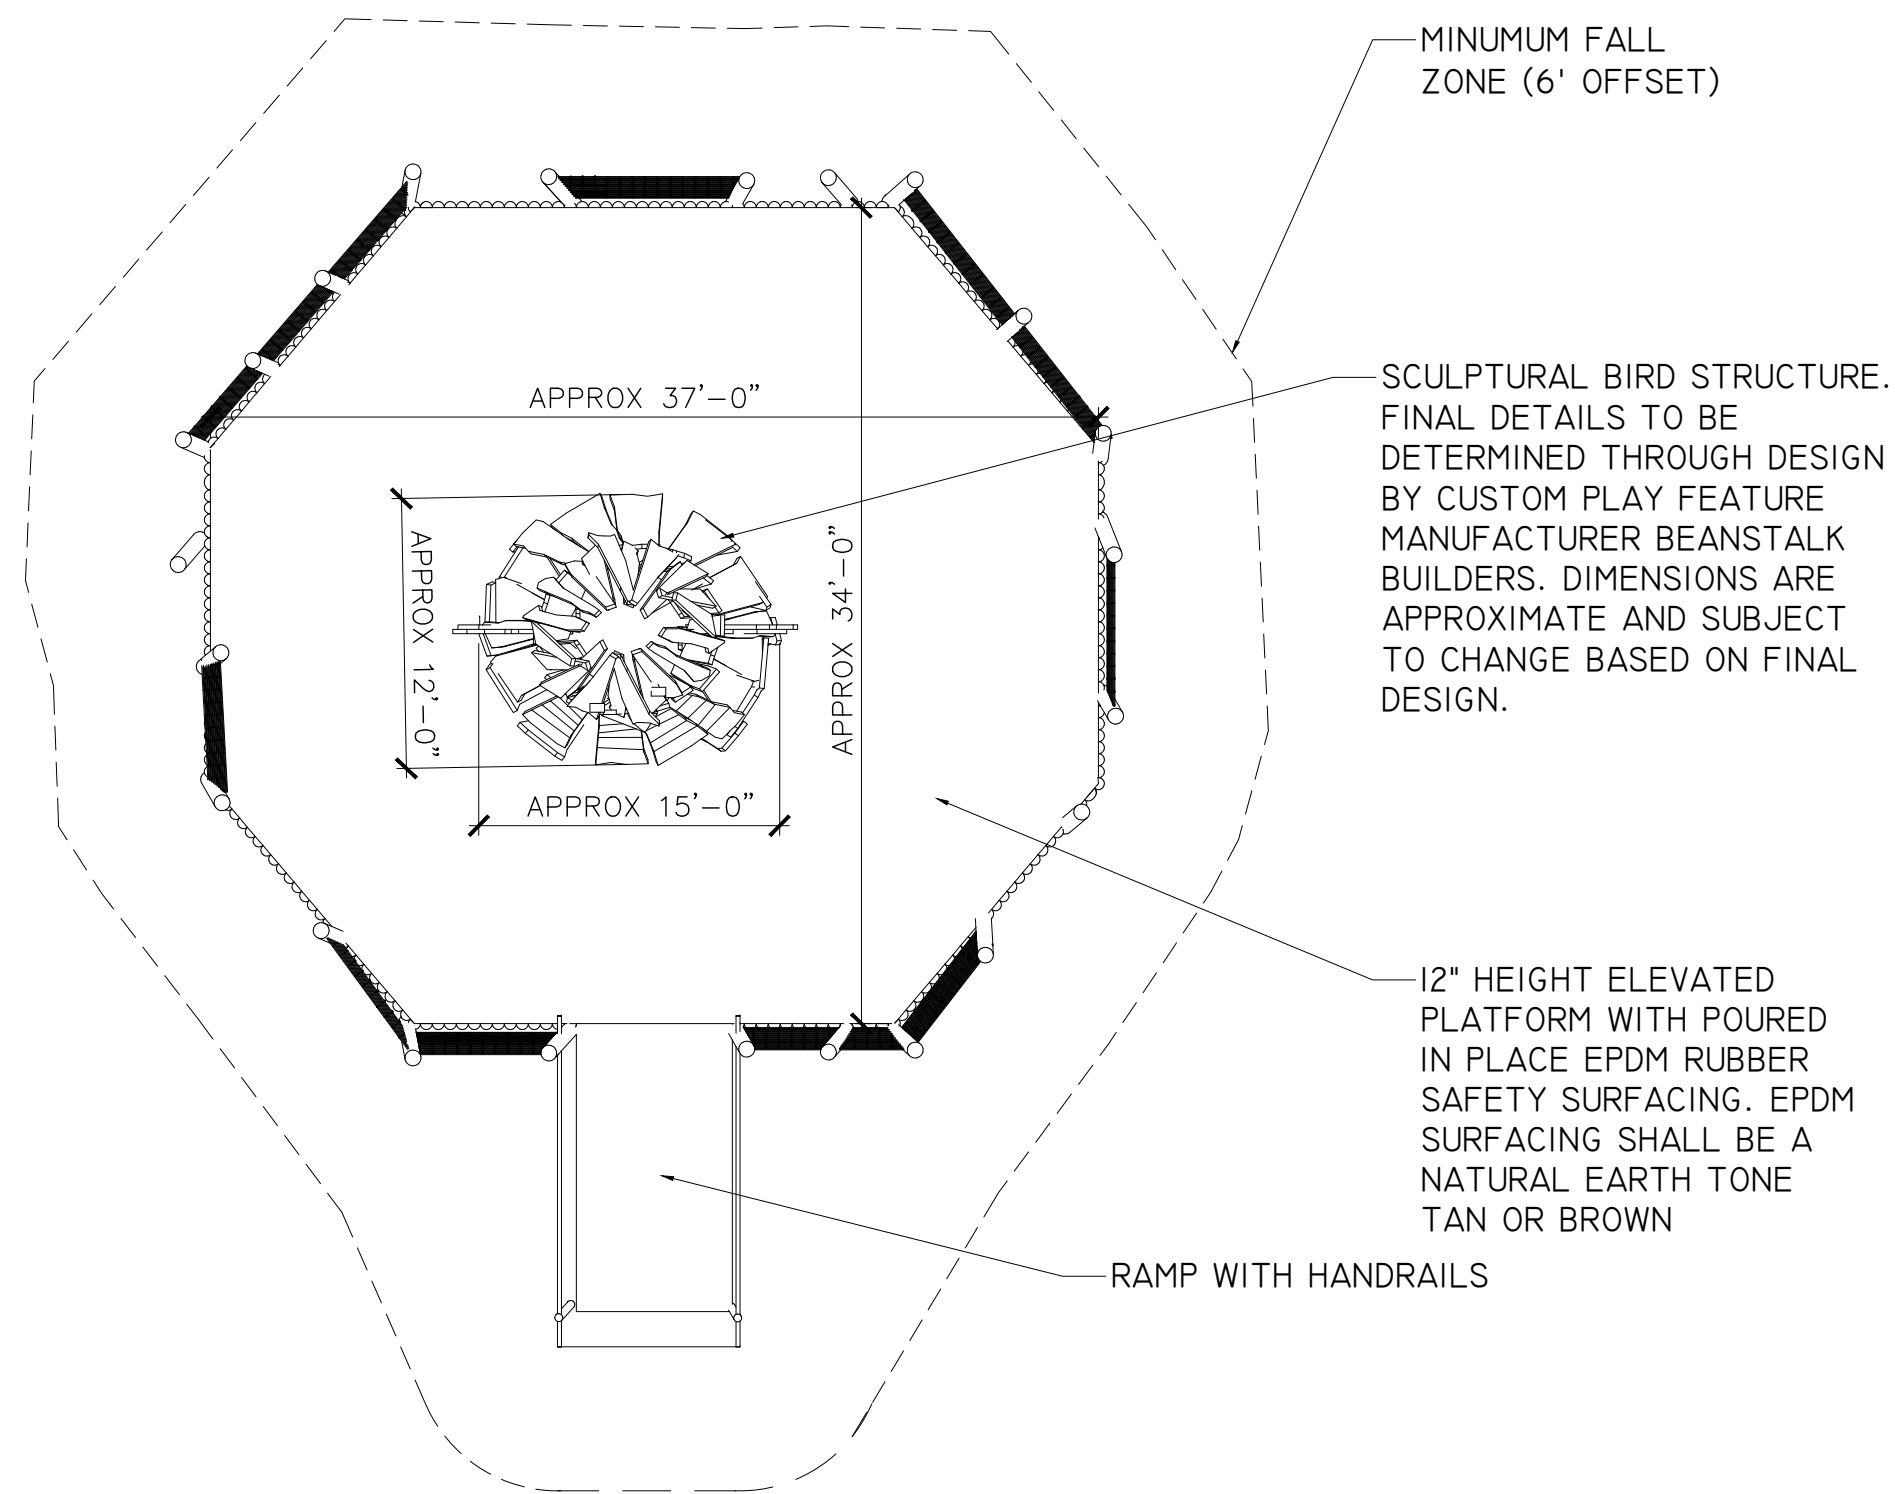 MINUMUM FALL
ZONE (6' OFFSET)
APPROX 37'-0"
SCULPTURAL BIRD STRUCTURE.
FINAL DETAILS TO BE
DETERMINED THROUGH DESIGN
BY CUSTOM PLAY FEATURE
MANUFACTURER BEANSTALK
BUILDERS. DIMENSIONS ARE
APPROXIMATE AND SUBJECT
TO CHANGE BASED ON FINAL
DESIGN.
APPROX 12'-0"
APPROX 34'-0"
APPROX 15'-0"
12" HEIGHT ELEVATED
PLATFORM WITH POURED
IN PLACE EPDM RUBBER
SAFETY SURFACING. EPDM
SURFACING SHALL BE A
NATURAL EARTH TONE
TAN OR BROWN
RAMP WITH HANDRAILS